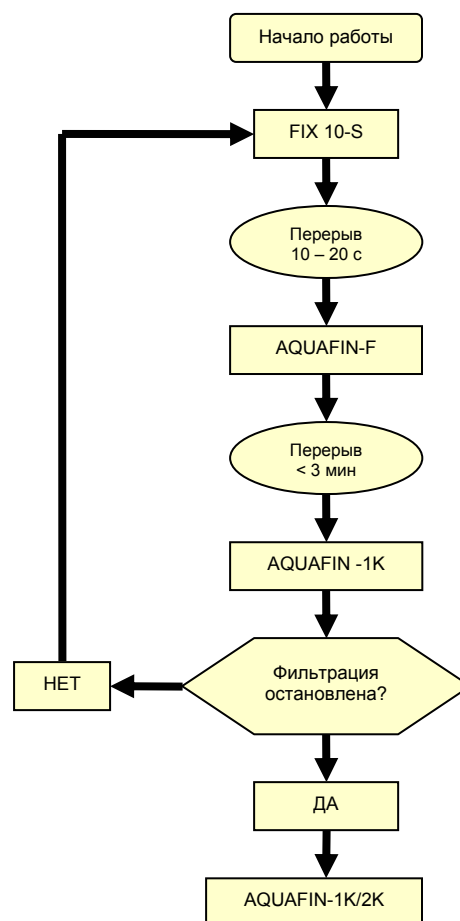 Начало работы
FIX 10-S
Перерыв
10 – 20 с
AQUAFIN-F
Перерыв
< 3 мин
AQUAFIN -1K
Фильтрация
остановлена?
НЕТ
ДА
AQUAFIN-1K/2K